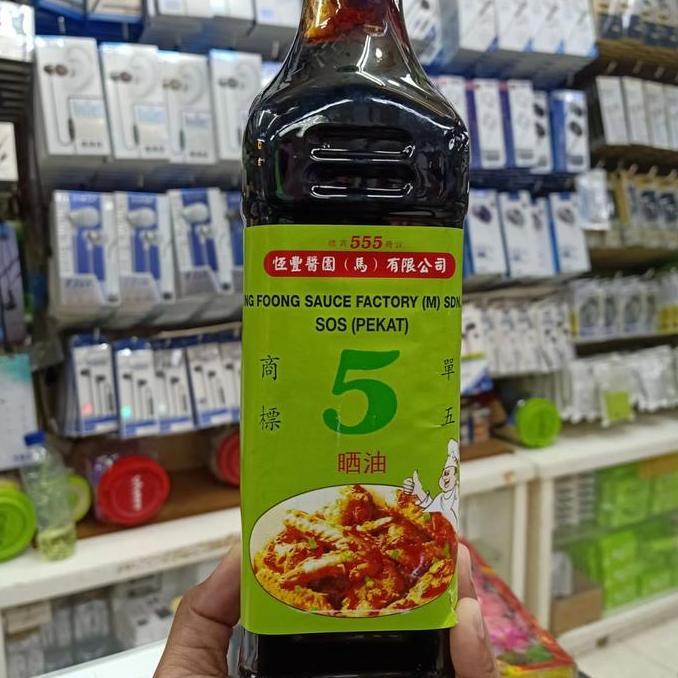 555
恆豐醬園（馬）有限公司
NG FOONG SAUCE FACTORY (M) SDN
SOS (PEKAT)
商標
5
單五
晒油